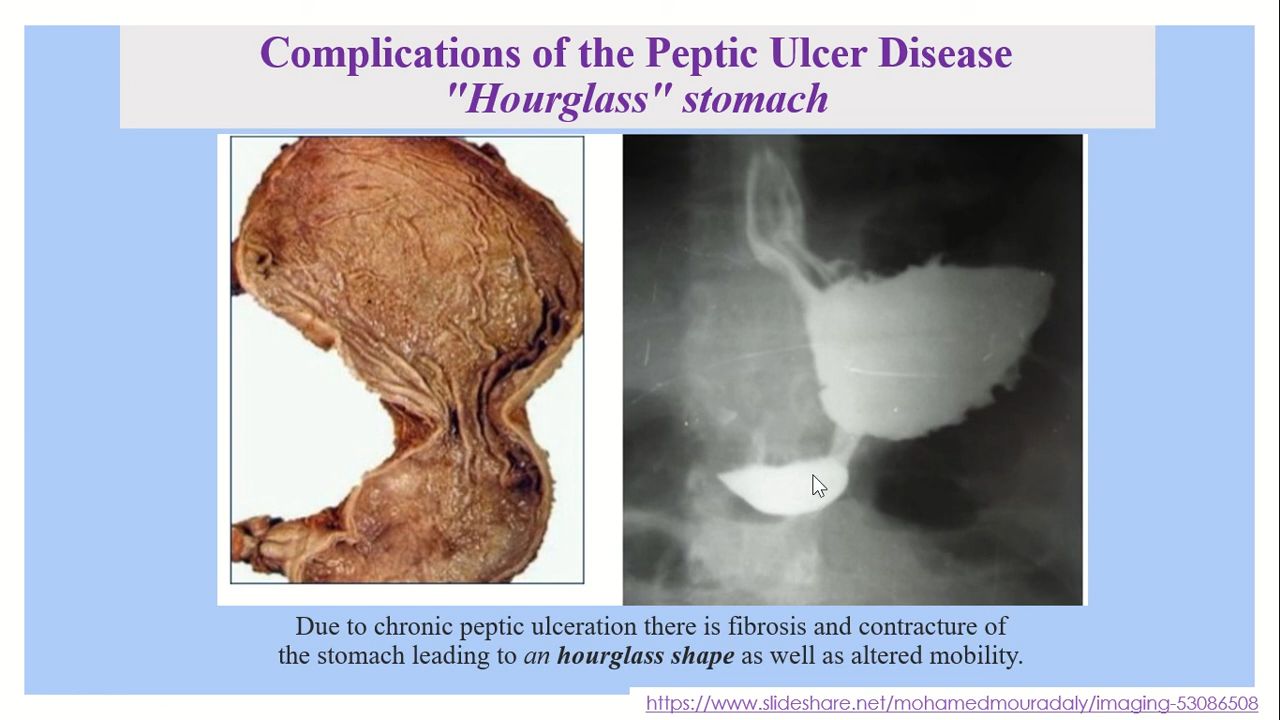 Complications of the Peptic Ulcer Disease
"Hourglass" stomach
Due to chronic peptic ulceration there is fibrosis and contracture of
the stomach leading to an hourglass shape as well as altered mobility.
https://www.slideshare.net/mohamedmouradaly/imaging-53086508